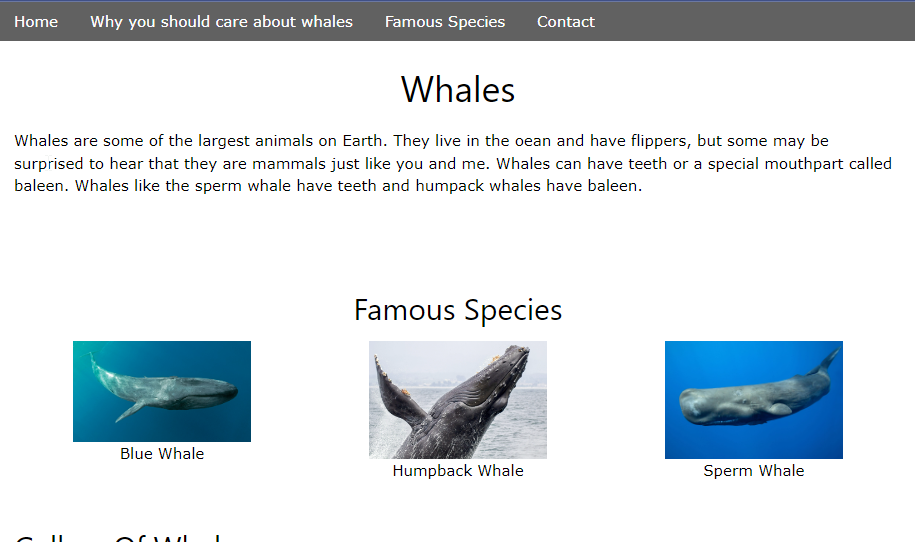 Home Why you should care about whales Famous Species Contact
Whales
Whales are some of the largest animals on Earth. They live in the oean and have flippers, but some may be
surprised to hear that they are mammals just like you and me. Whales can have teeth or a special mouthpart called
baleen. Whales like the sperm whale have teeth and humpack whales have baleen.
Famous Species
Blue Whale
Humpback Whale
Sperm Whale